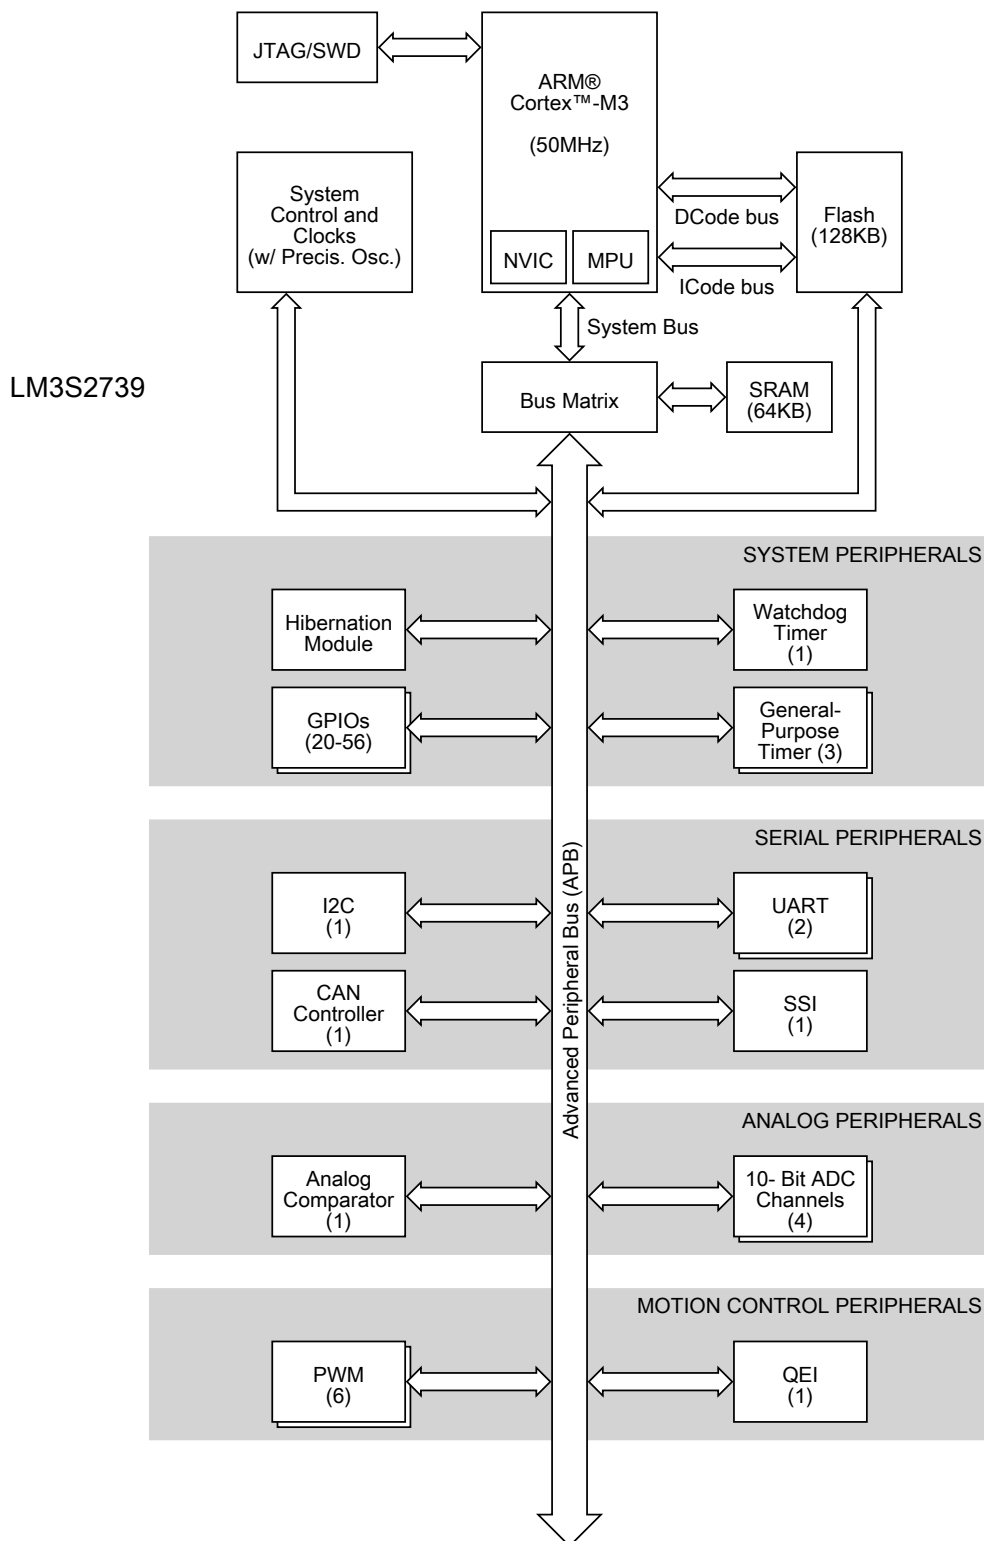 JTAG/SWD
ARM®
Cortex™-M3
(50MHz)
NVIC
MPU
System
Control and
Clocks
(w/ Precis. Osc.)
DCode bus
ICode bus
Flash
(128KB)
System Bus
LM3S2739
Bus Matrix
SRAM
(64KB)
SYSTEM PERIPHERALS
Hibernation
Module
Watchdog
Timer
(1)
GPIOs
(20-56)
General-
Purpose
Timer (3)
Advanced Peripheral Bus (APB)
SERIAL PERIPHERALS
I2C
(1)
UART
(2)
CAN
Controller
(1)
SSI
(1)
ANALOG PERIPHERALS
Analog
Comparator
(1)
10- Bit ADC
Channels
(4)
MOTION CONTROL PERIPHERALS
PWM
(6)
QEI
(1)